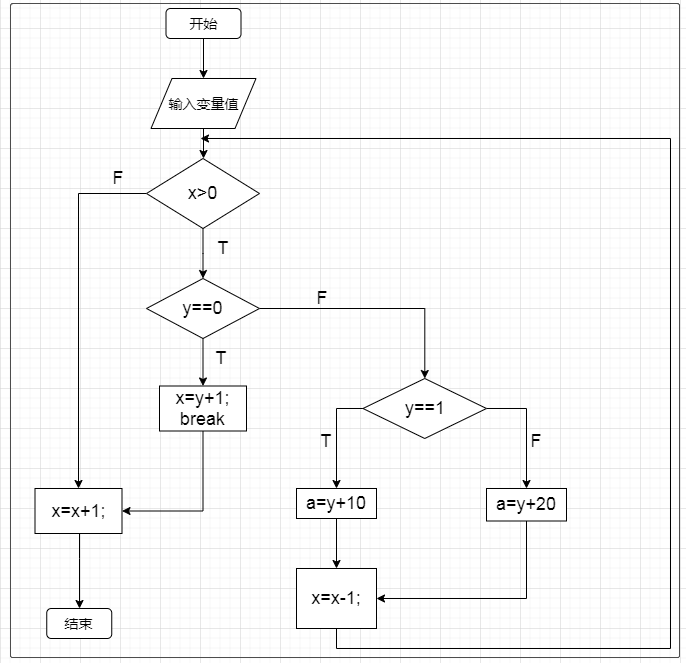 开始
输入变量值
x>0
F
T
y==0
F
T
x=y+1;
break
y==1
T
F
x=x+1;
a=y+10
a=y+20
x=x-1;
结束